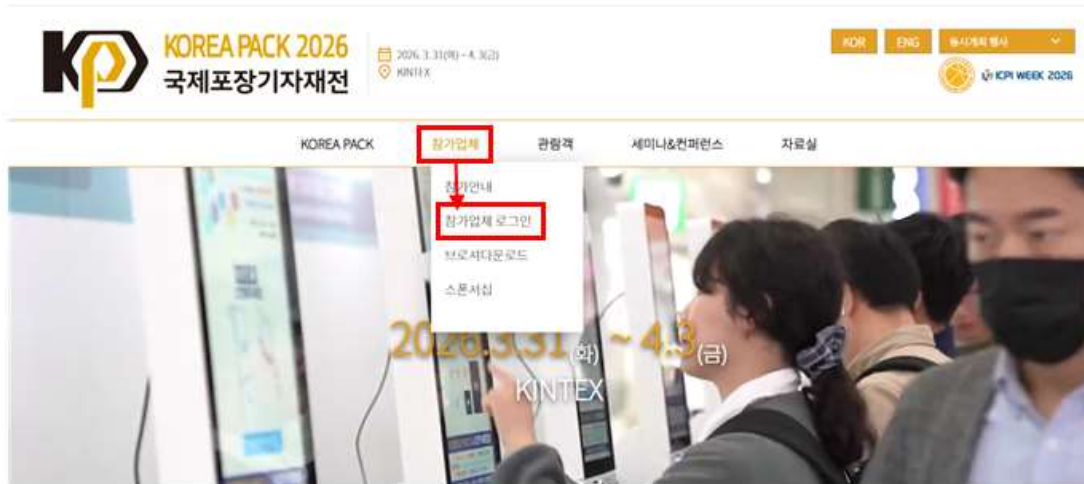 KP
KOREA PACK 2026
국제포장기자재전
2026. 3.31(화) ~ 4. 3(금)
KINTEX
KOR ENG 동시개최 행사
ICPI WEEK 2026
KOREA PACK 참가업체 관람객 세미나&컨퍼런스 자료실
참가안내
참가업체 로그인
브로셔다운로드
스폰서십
2026.3.31(화) ~ 4.3(금)
KINTEX